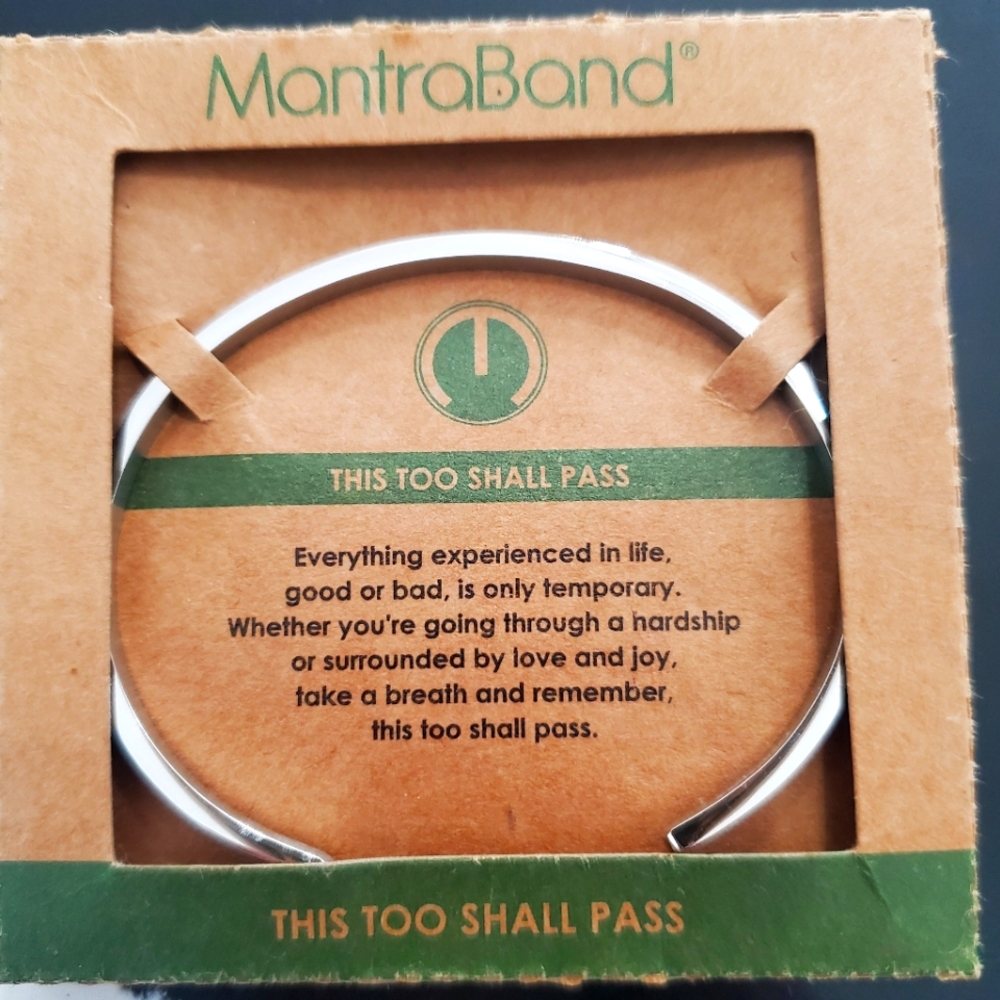 MantraBand®
THIS TOO SHALL PASS
Everything experienced in life,
good or bad, is only temporary.
Whether you're going through a hardship
or surrounded by love and joy,
take a breath and remember,
this too shall pass.
THIS TOO SHALL PASS